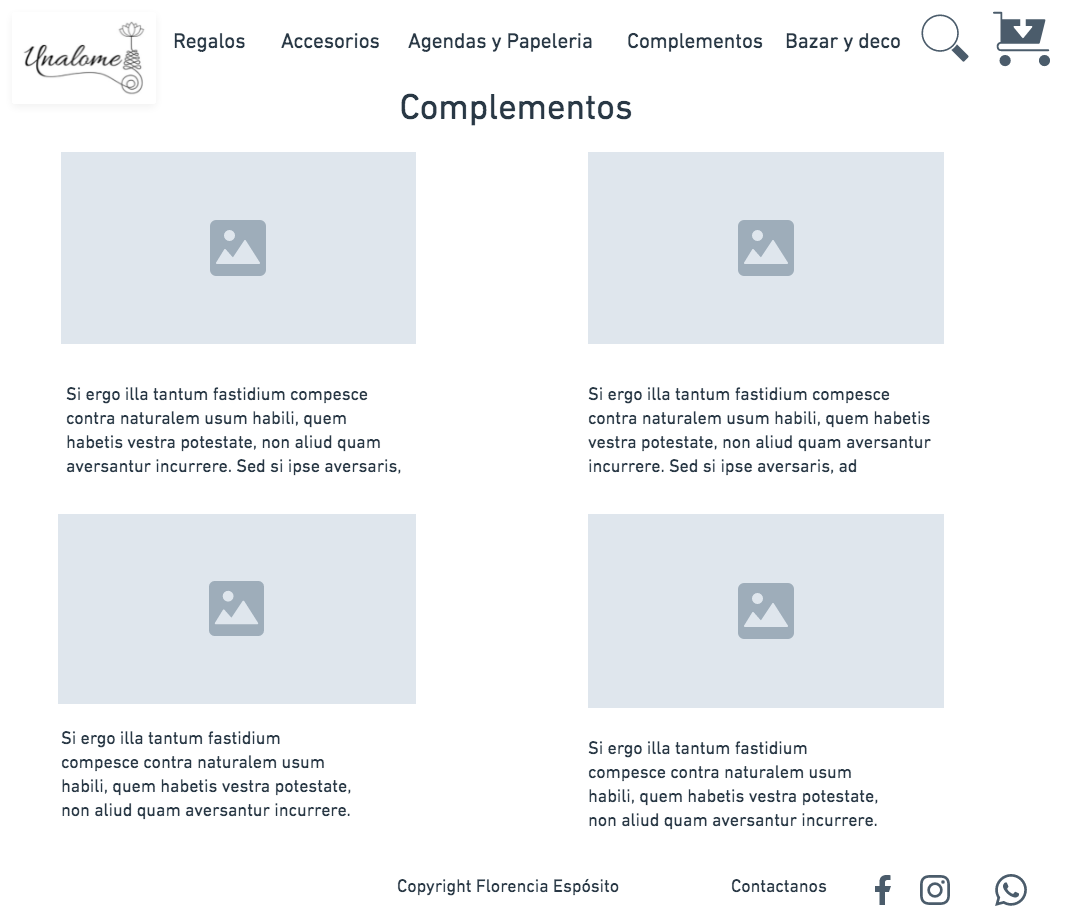 Unalome
Regalos
Accesorios
Agendas y Papeleria
Complementos
Bazar y deco
Complementos
Si ergo illa tantum fastidium compesce
contra naturalem usum habili, quem
habetis vestra potestate, non aliud quam
aversantur incurrere. Sed si ipse aversaris,
Si ergo illa tantum fastidium compesce
contra naturalem usum habili, quem habetis
vestra potestate, non aliud quam aversantur
incurrere. Sed si ipse aversaris, ad
Si ergo illa tantum fastidium
compesce contra naturalem usum
habili, quem habetis vestra potestate,
non aliud quam aversantur incurrere.
Si ergo illa tantum fastidium
compesce contra naturalem usum
habili, quem habetis vestra potestate,
non aliud quam aversantur incurrere.
Copyright Florencia Espósito
Contactanos